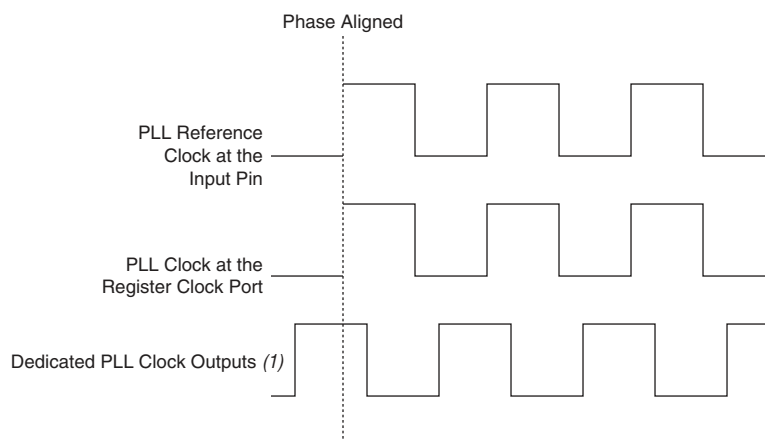 Phase Aligned
PLL Reference
Clock at the
Input Pin
PLL Clock at the
Register Clock Port
Dedicated PLL Clock Outputs (1)